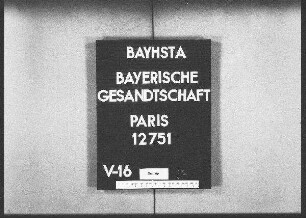 BAYHSTA
BAYERISCHE
GESANDTSCHAFT
PARIS
12751
V-16